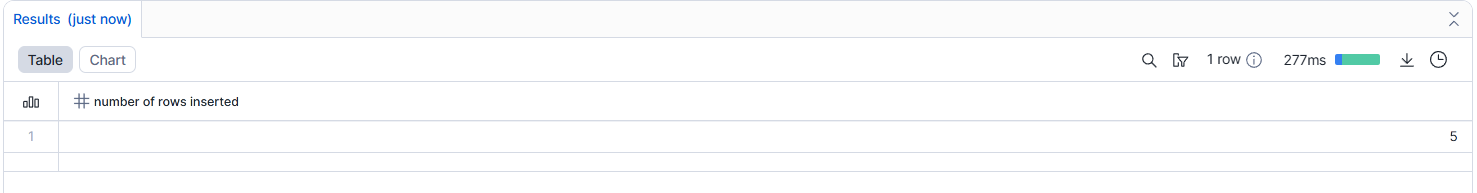 Results (just now)
Table Chart 1 row 277ms
number of rows inserted
1 5